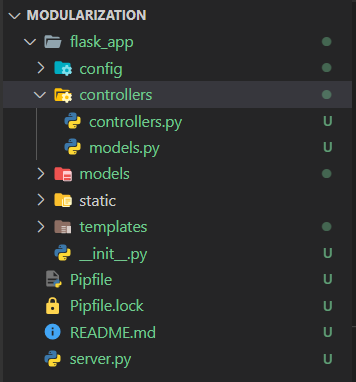 MODULARIZATION
flask_app
config
controllers
controllers.py U
models.py U
models
static
templates
__init__.py U
Pipfile U
Pipfile.lock U
README.md U
server.py U